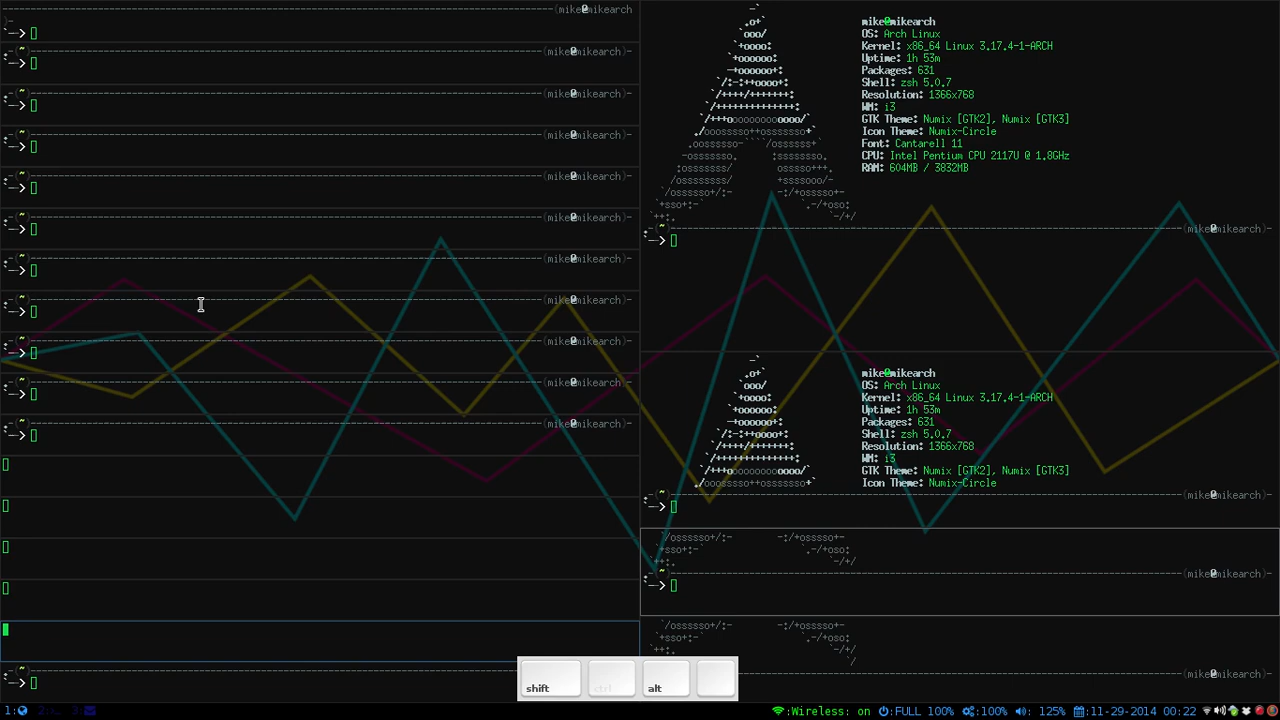 (mike@mikearch)
~
-->
~
(mike@mikearch)
-->
~
(mike@mikearch)
-->
~
(mike@mikearch)
-->
~
(mike@mikearch)
-->
~
(mike@mikearch)
-->
~
(mike@mikearch)
-->
~
(mike@mikearch)
-->
~
(mike@mikearch)
-->
~
(mike@mikearch)
-->
~
(mike@mikearch)
-->
~
-->
mike@mikearch
OS: Arch Linux
Kernel: x86_64 Linux 3.17.4-1-ARCH
Uptime: 1h 53m
Packages: 631
Shell: zsh 5.0.7
Resolution: 1366x768
WM: i3
GTK Theme: Numix [GTK2], Numix [GTK3]
Icon Theme: Numix-Circle
Font: Cantarell 11
CPU: Intel Pentium CPU 2117U @ 1.8GHz
RAM: 604MB / 3832MB
~
(mike@mikearch)
-->
mike@mikearch
OS: Arch Linux
Kernel: x86_64 Linux 3.17.4-1-ARCH
Uptime: 1h 53m
Packages: 631
Shell: zsh 5.0.7
Resolution: 1366x768
WM: i3
GTK Theme: Numix [GTK2], Numix [GTK3]
Icon Theme: Numix-Circle
~
(mike@mikearch)
-->
~
(mike@mikearch)
-->
(mike@mikearch)
shift ctrl alt
1: 2: 3: :Wireless: on :FULL 100% :100% : 125% :11-29-2014 00:22